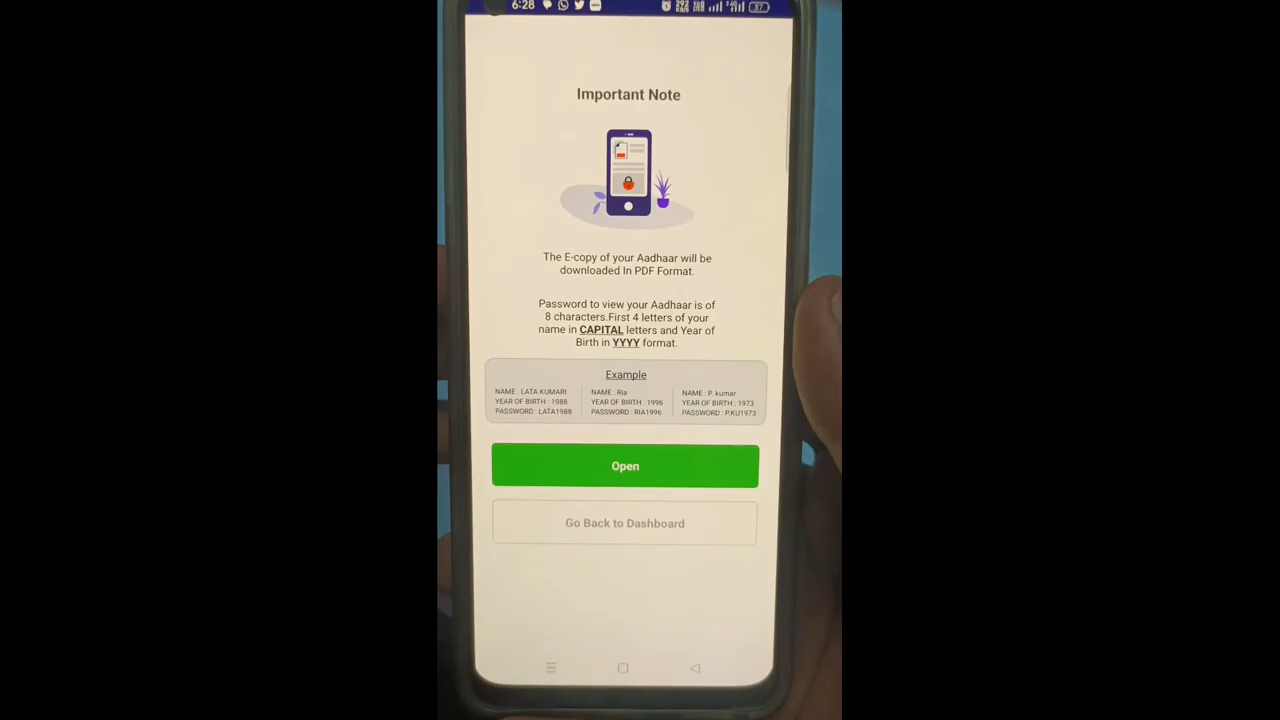 6:28
57
Important Note
The E-copy of your Aadhaar will be
downloaded In PDF Format.
Password to view your Aadhaar is of
8 characters.First 4 letters of your
name in CAPITAL letters and Year of
Birth in YYYY format.
Example
NAME : LATA KUMARI
YEAR OF BIRTH : 1988
PASSWORD : LATA1988
NAME : Ria
YEAR OF BIRTH : 1996
PASSWORD : RIA1996
NAME : P. kumar
YEAR OF BIRTH : 1973
PASSWORD : P.KU1973
Open
Go Back to Dashboard